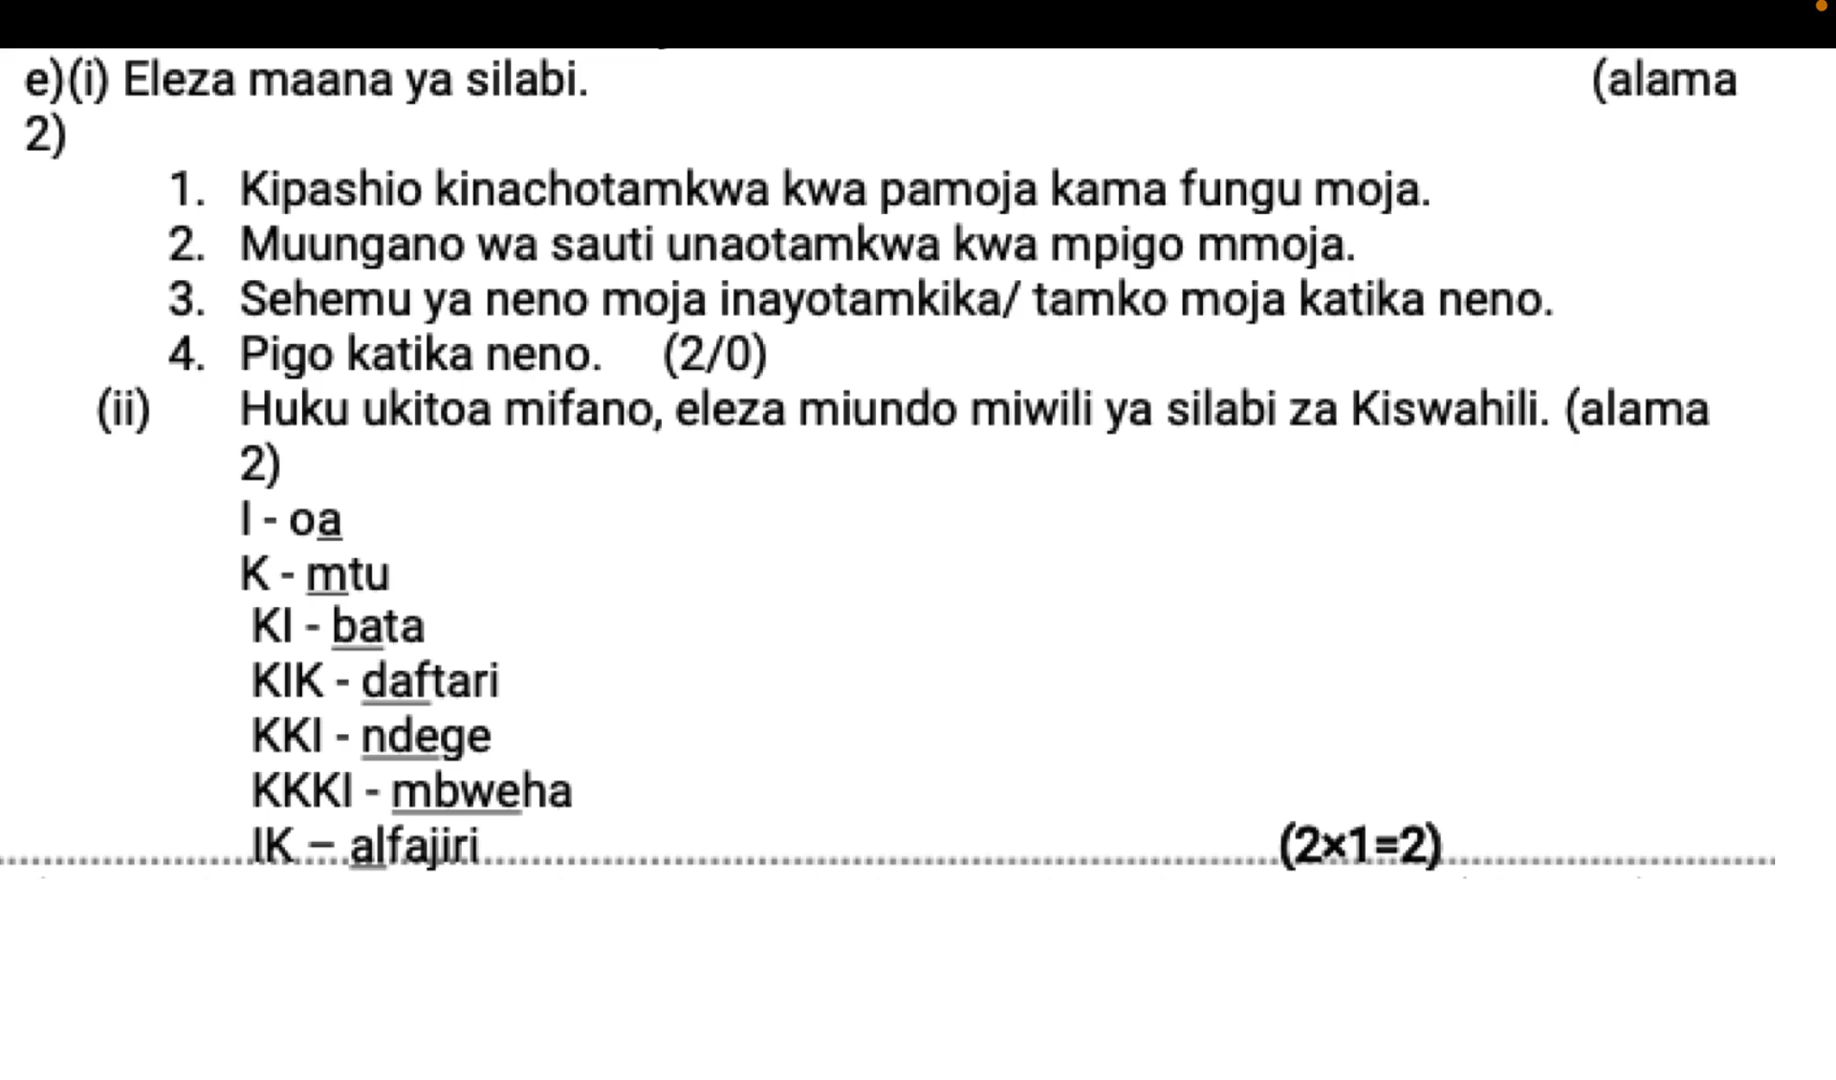 e)(i) Eleza maana ya silabi. (alama
2)
1. Kipashio kinachotamkwa kwa pamoja kama fungu moja.
2. Muungano wa sauti unaotamkwa kwa mpigo mmoja.
3. Sehemu ya neno moja inayotamkika/ tamko moja katika neno.
4. Pigo katika neno. (2/0)
(ii) Huku ukitoa mifano, eleza miundo miwili ya silabi za Kiswahili. (alama
2)
I - oa
K - mtu
KI - bata
KIK - daftari
KKI - ndege
KKKI - mbweha
IK – alfajiri (2×1=2)